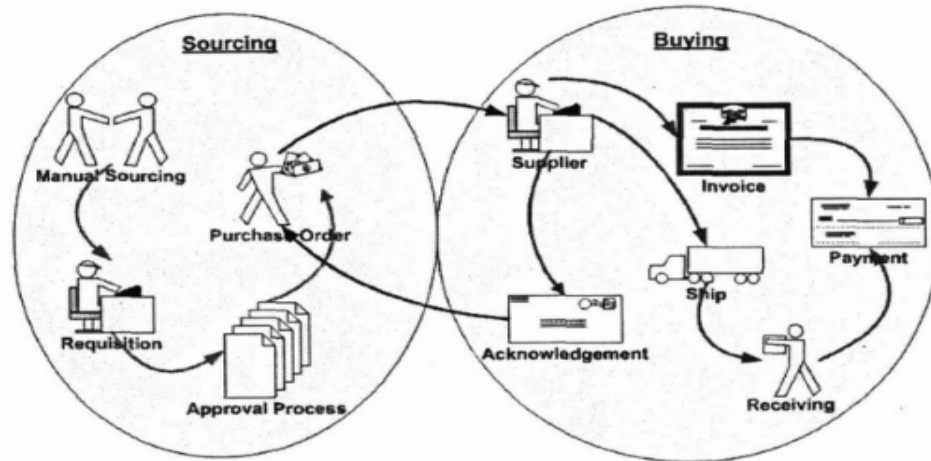 Sourcing
Manual Sourcing
Purchase Order
Requisition
Approval Process
Buying
Supplier
Invoice
Payment
Ship
Acknowledgement
Receiving